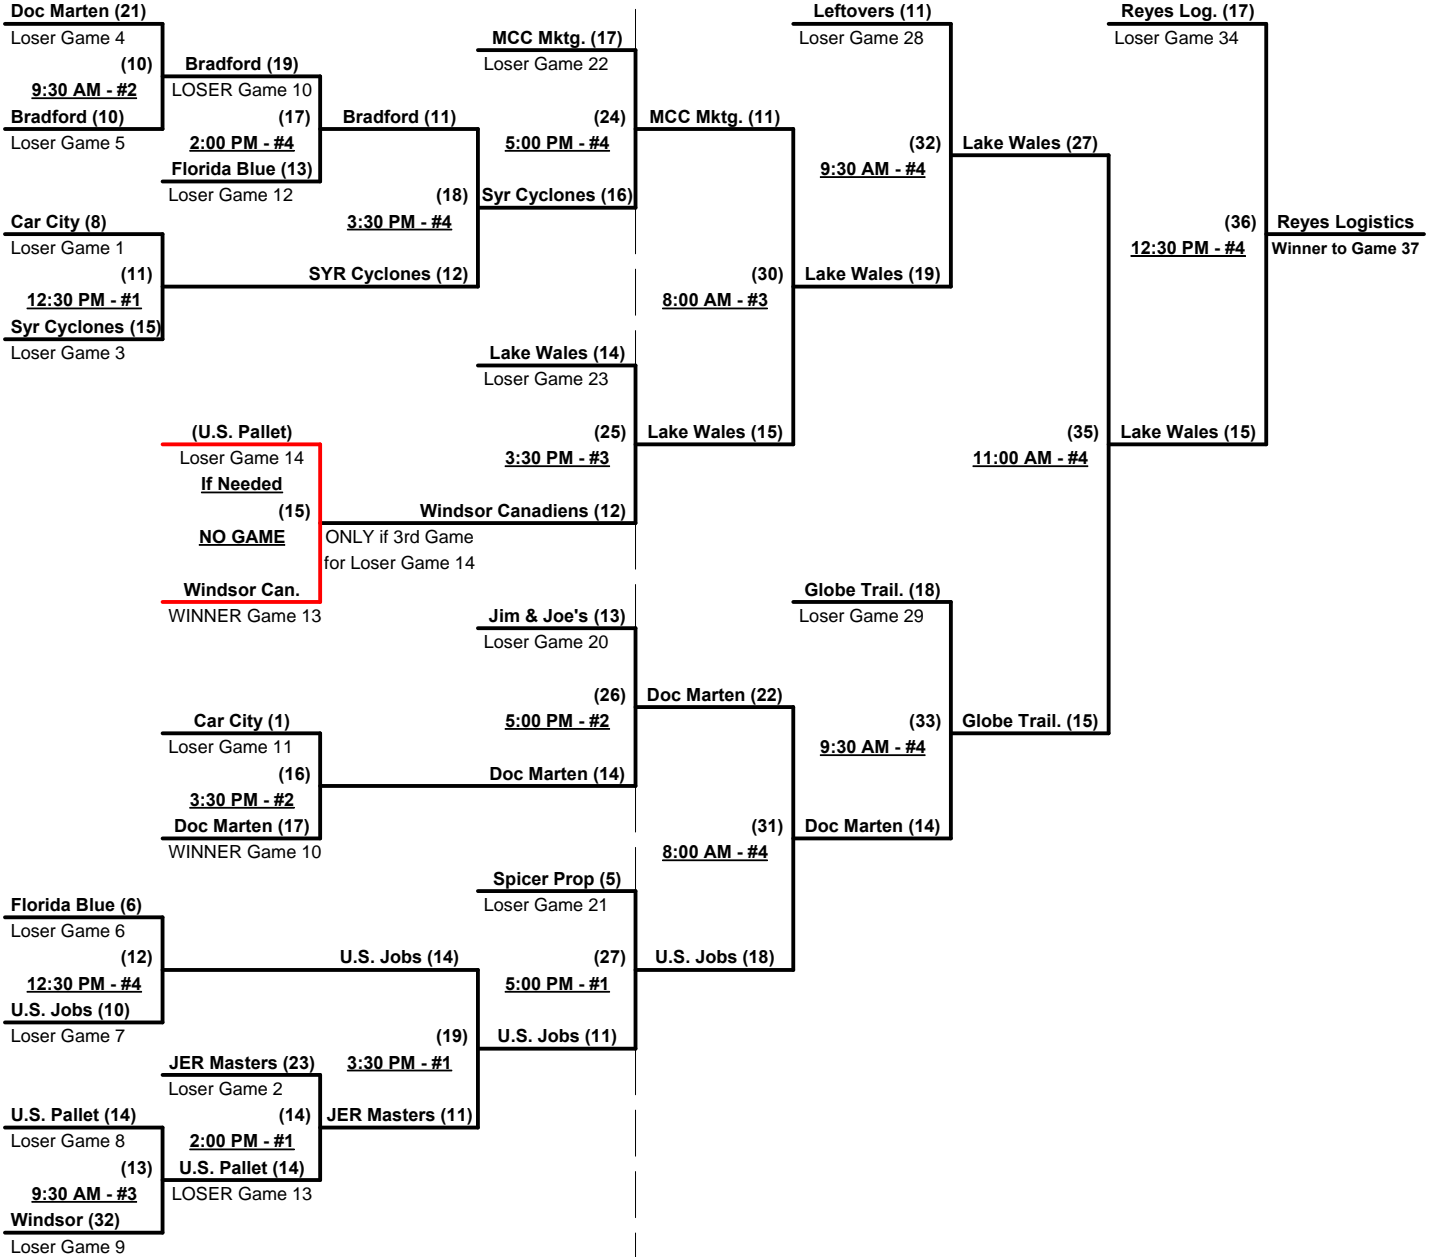 Doc Marten (21)
Loser Game 4
(10)
9:30 AM - #2
Bradford (10)
Loser Game 5
Bradford (19)
LOSER Game 10
(17)
2:00 PM - #4
Florida Blue (13)
Loser Game 12
Bradford (11)
(18)
3:30 PM - #4
Car City (8)
Loser Game 1
(11)
12:30 PM - #1
Syr Cyclones (15)
Loser Game 3
SYR Cyclones (12)
MCC Mktg. (17)
Loser Game 22
(24)
5:00 PM - #4
Syr Cyclones (16)
MCC Mktg. (11)
(30)
8:00 AM - #3
Lake Wales (14)
Loser Game 23
(25)
3:30 PM - #3
Lake Wales (15)
(U.S. Pallet)
Loser Game 14
If Needed
(15)
NO GAME
Windsor Can.
WINNER Game 13
Windsor Canadiens (12)
ONLY if 3rd Game
for Loser Game 14
Leftovers (11)
Loser Game 28
(32)
9:30 AM - #4
Lake Wales (19)
Lake Wales (27)
(35)
11:00 AM - #4
Reyes Log. (17)
Loser Game 34
(36)
12:30 PM - #4
Reyes Logistics
Winner to Game 37
Lake Wales (15)
Jim & Joe's (13)
Loser Game 20
(26)
5:00 PM - #2
Doc Marten (14)
Doc Marten (22)
Car City (1)
Loser Game 11
(16)
3:30 PM - #2
Doc Marten (17)
WINNER Game 10
Globe Trail. (18)
Loser Game 29
(33)
9:30 AM - #4
Globe Trail. (15)
Doc Marten (14)
(31)
8:00 AM - #4
Spicer Prop (5)
Loser Game 21
(27)
5:00 PM - #1
U.S. Jobs (18)
U.S. Jobs (11)
Florida Blue (6)
Loser Game 6
(12)
12:30 PM - #4
U.S. Jobs (10)
Loser Game 7
U.S. Jobs (14)
(19)
3:30 PM - #1
JER Masters (23)
Loser Game 2
(14)
2:00 PM - #1
U.S. Pallet (14)
LOSER Game 13
JER Masters (11)
U.S. Pallet (14)
Loser Game 8
(13)
9:30 AM - #3
Windsor (32)
Loser Game 9